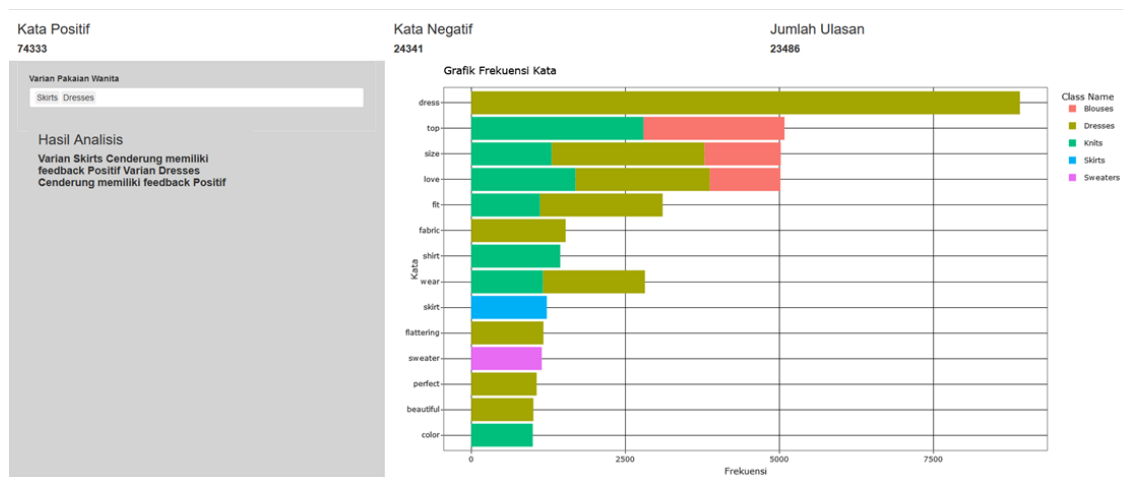 Kata Positif
74333
Kata Negatif
24341
Jumlah Ulasan
23486
Varian Pakaian Wanita
Skirts Dresses
Hasil Analisis
Varian Skirts Cenderung memiliki
feedback Positif Varian Dresses
Cenderung memiliki feedback Positif
Grafik Frekuensi Kata
Kata
dress
top
size
love
fit
fabric
shirt
wear
skirt
flattering
sweater
perfect
beautiful
color
0 2500 5000 7500
Frekuensi
Class Name
Blouses
Dresses
Knits
Skirts
Sweaters